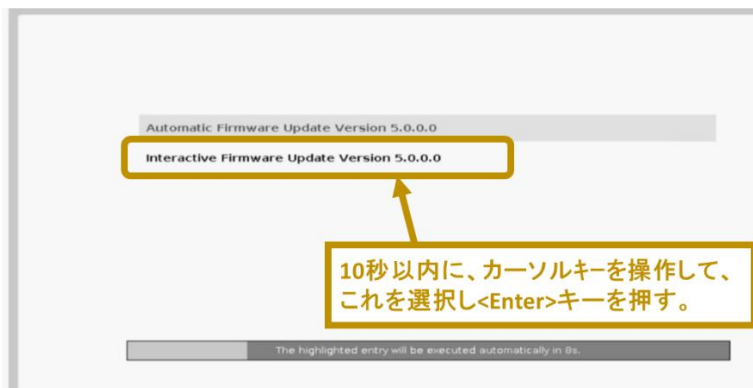 Automatic Firmware Update Version 5.0.0.0
Interactive Firmware Update Version 5.0.0.0
10秒以内に、カーソルキーを操作して、
これを選択し<Enter>キーを押す。
The highlighted entry will be executed automatically in 8s.